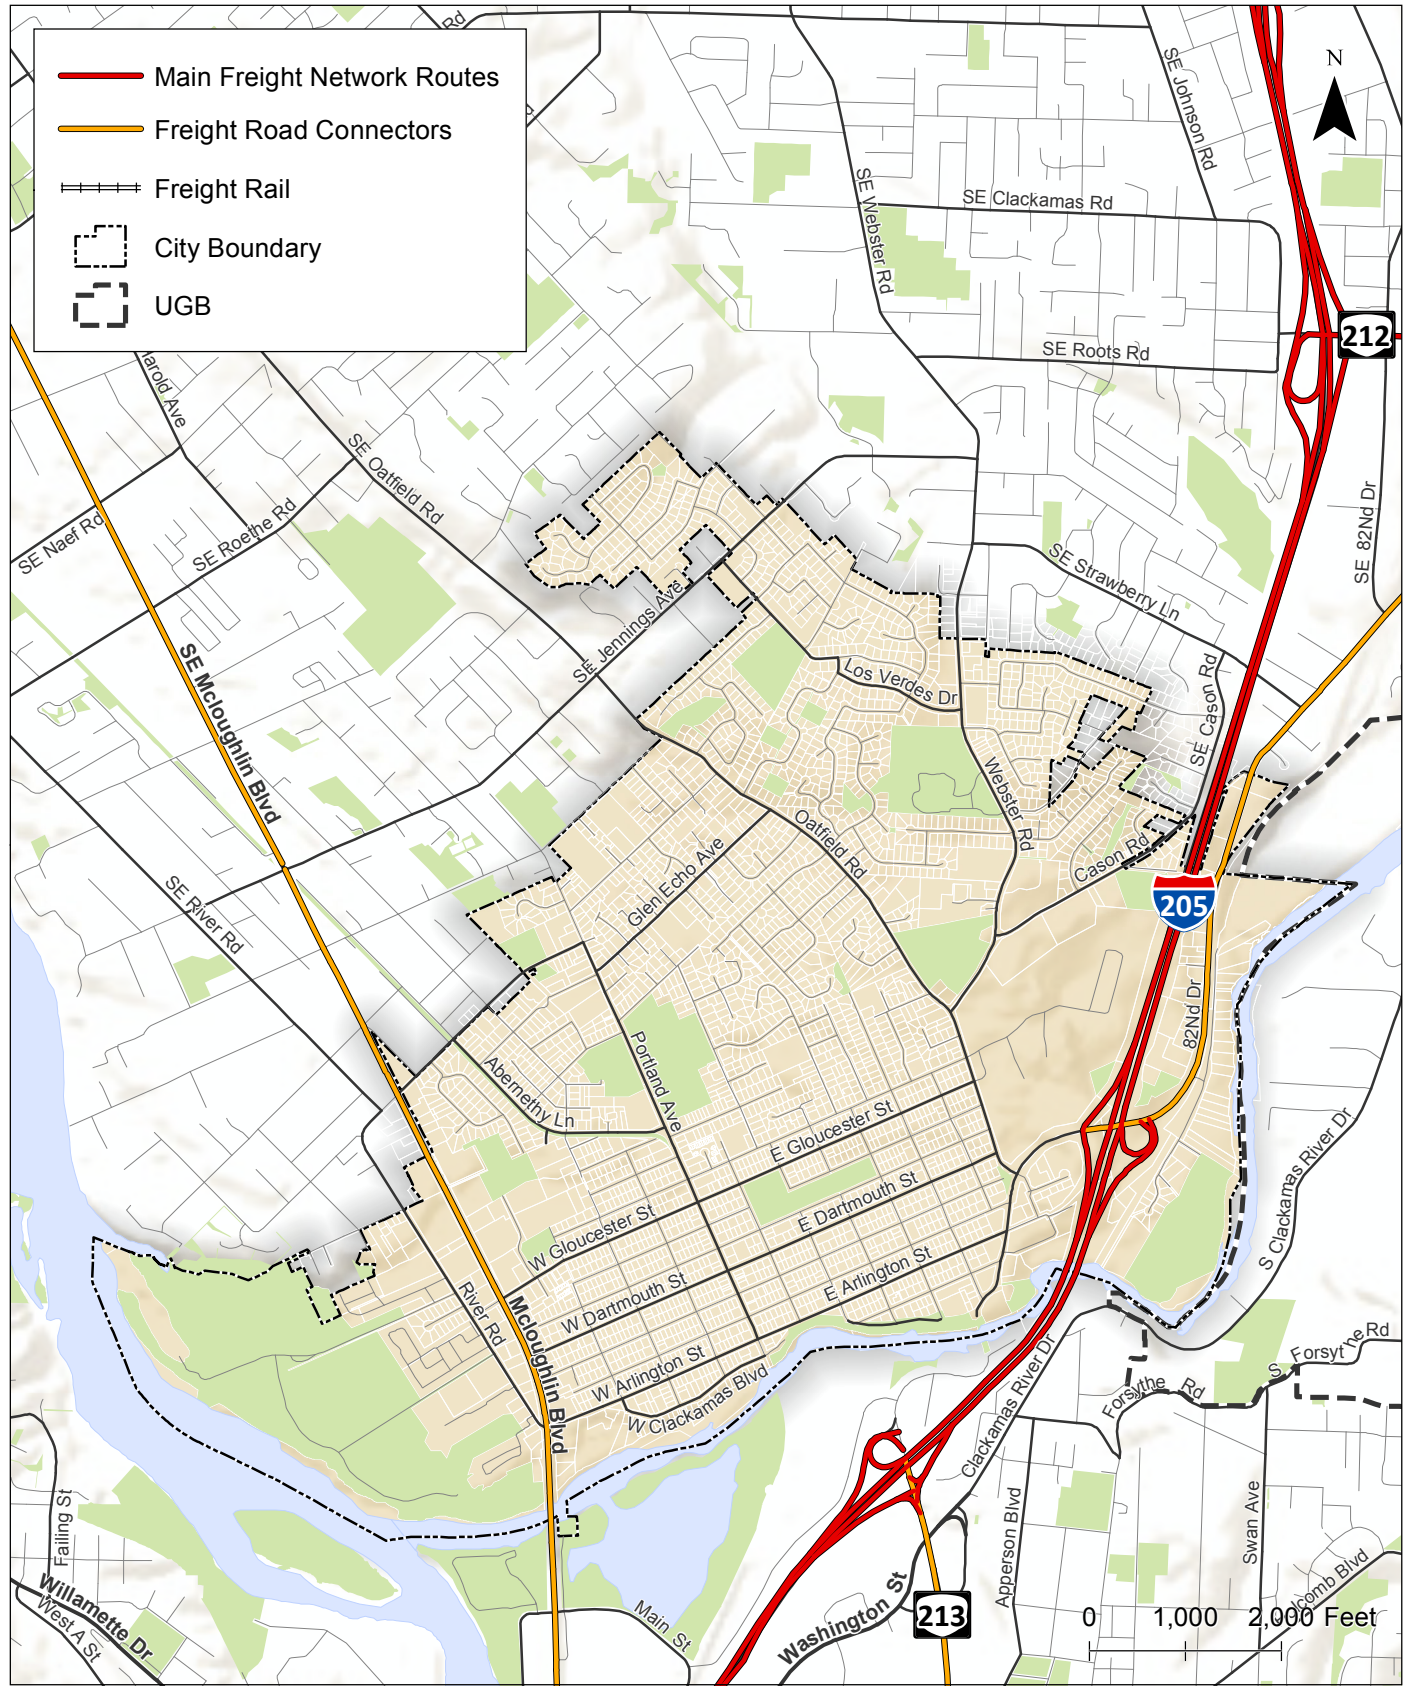 Main Freight Network Routes
Freight Road Connectors
Freight Rail
City Boundary
UGB
Rd
N
SE Johnson Rd
SE Webster Rd
SE Clackamas Rd
212
SE Roots Rd
Harold Ave
SE Oatfield Rd
SE Naef Rd
SE Roethe Rd
SE 82Nd Dr
SE Strawberry Ln
SE Jennings Ave
SE Mcloughlin Blvd
Los Verdes Dr
SE Cason Rd
Webster Rd
Oatfield Rd
Glen Echo Ave
Cason Rd
205
SE River Rd
82Nd Dr
Portland Ave
Abernethy Ln
E Gloucester St
S Clackamas River Dr
E Dartmouth St
W Gloucester St
E Arlington St
W Dartmouth St
River Rd
Mcloughlin Blvd
W Arlington St
W Clackamas Blvd
Clackamas River Dr
S Forsythe Rd
Forsythe Rd
Failing St
Apperson Blvd
Swan Ave
Willamette Dr
West A St
Main St
Washington St
213
0 1,000 2,000 Feet